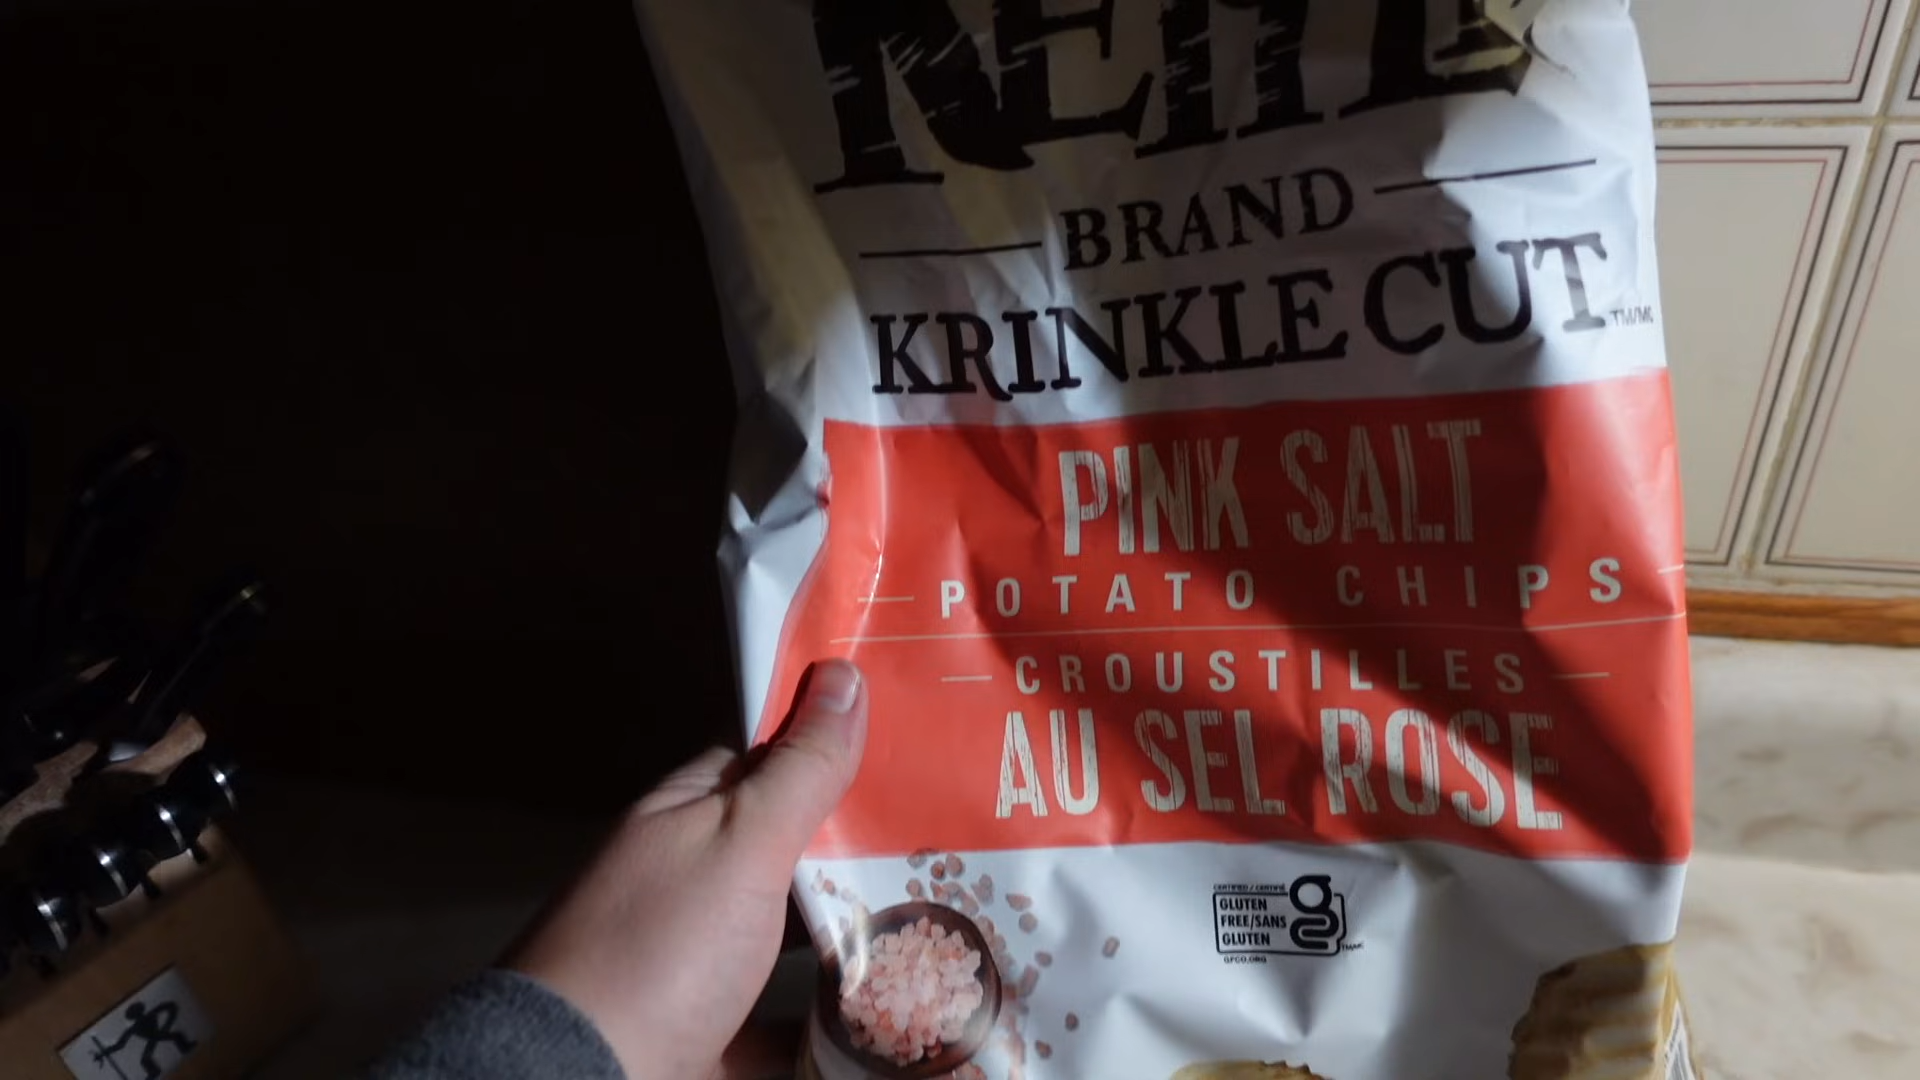 BRAND
KRINKLE CUT
TM/MC
PINK SALT
POTATO CHIPS
CROUSTILLES
AU SEL ROSE
CERTIFIED / CERTIFIÉ
GLUTEN
FREE/SANS
GLUTEN
GFCO.ORG